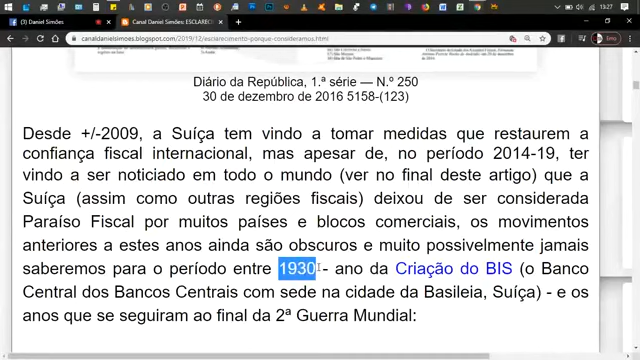 13:27
Daniel Simões
Canal Daniel Simões: ESCLARECI
canaldanielsimoes.blogspot.com/2019/12/esclarecimento-porque-consideramos.html
Diário da República, 1.ª série — N.º 250
30 de dezembro de 2016 5158-(123)
Desde +/-2009, a Suíça tem vindo a tomar medidas que restaurem a
confiança fiscal internacional, mas apesar de, no período 2014-19, ter
vindo a ser noticiado em todo o mundo (ver no final deste artigo) que a
Suíça (assim como outras regiões fiscais) deixou de ser considerada
Paraíso Fiscal por muitos países e blocos comerciais, os movimentos
anteriores a estes anos ainda são obscuros e muito possivelmente jamais
saberemos para o período entre 1930 - ano da Criação do BIS (o Banco
Central dos Bancos Centrais com sede na cidade da Basileia, Suíça) - e os
anos que se seguiram ao final da 2ª Guerra Mundial: